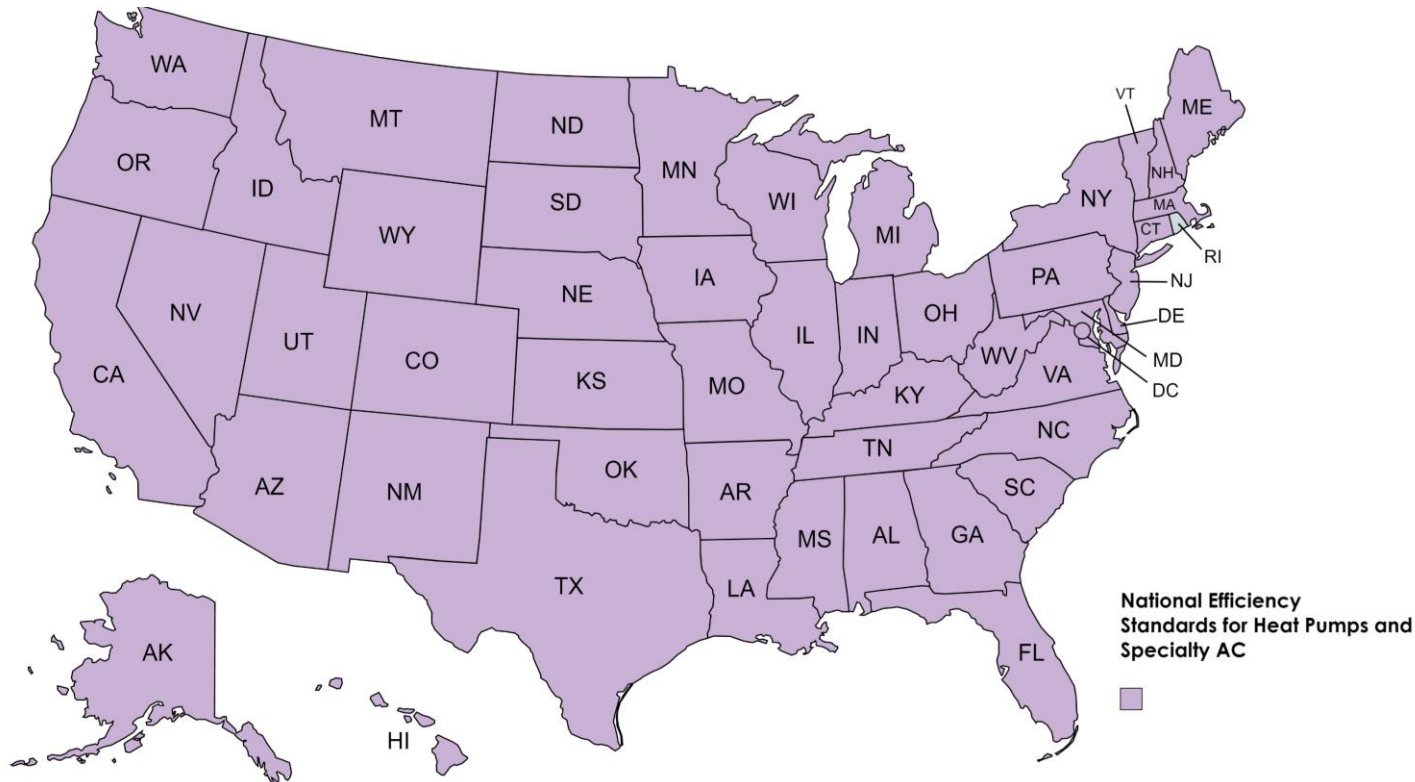 WA
MT
ND
MN
VT
ME
OR
ID
SD
WI
NH
WY
MI
NY
MA
CT
RI
IA
NE
PA
NJ
NV
UT
CO
IL
IN
OH
DE
CA
KS
MO
WV
VA
MD
KY
DC
NC
TN
AZ
NM
OK
AR
SC
MS
AL
GA
TX
LA
National Efficiency
Standards for Heat Pumps and
Specialty AC
AK
FL
HI